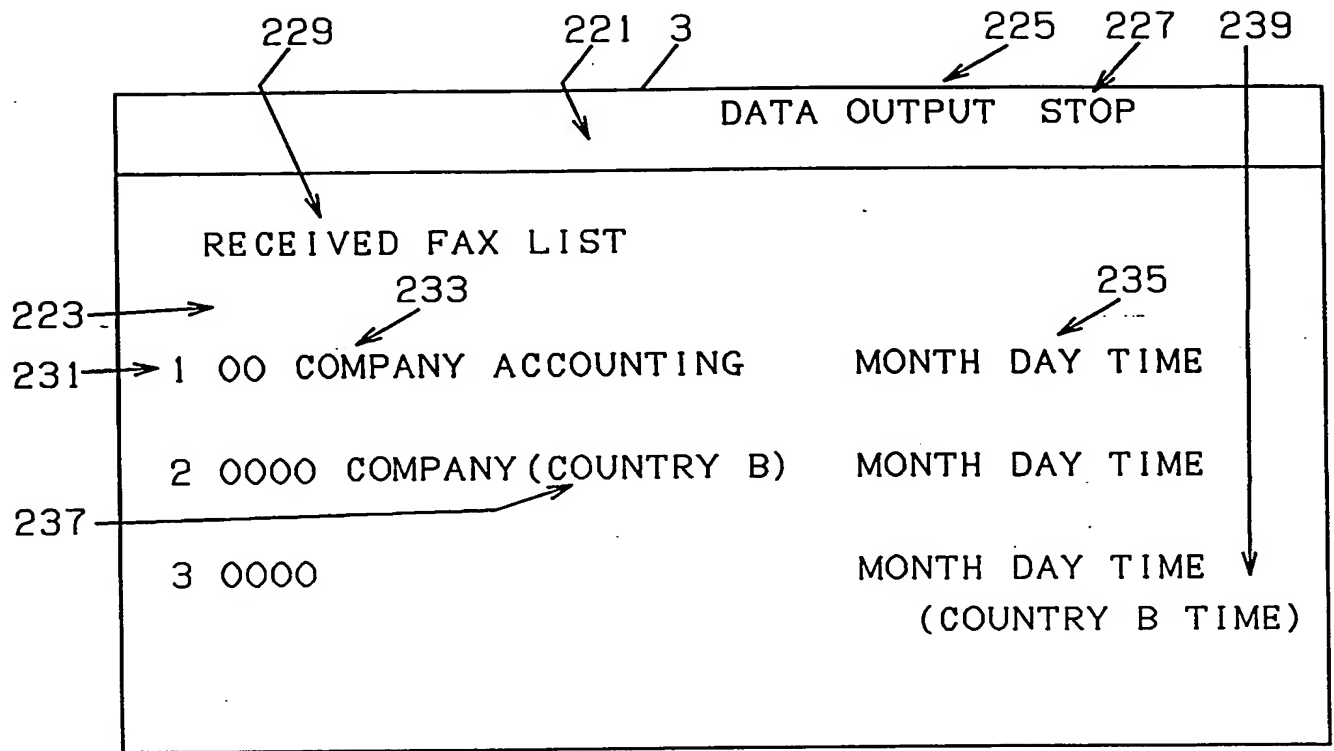 229 221 3 225 227 239
DATA OUTPUT STOP
RECEIVED FAX LIST
223 233 235
231 1 OO COMPANY ACCOUNTING MONTH DAY TIME
2 OOOO COMPANY(COUNTRY B) MONTH DAY TIME
237
3 OOOO MONTH DAY TIME
(COUNTRY B TIME)